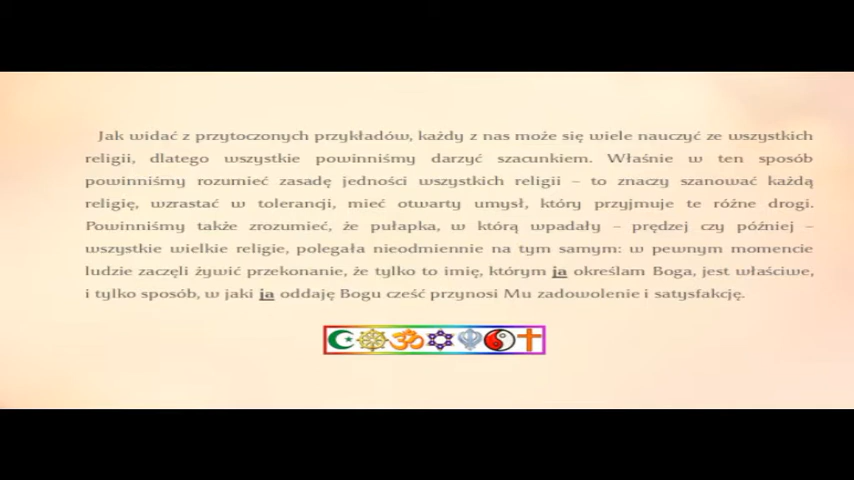 Jak widać z przytoczonych przykładów, każdy z nas może się wiele nauczyć ze wszystkich
religii, dlatego wszystkie powinniśmy darzyć szacunkiem. Właśnie w ten sposób
powinniśmy rozumieć zasadę jedności wszystkich religii – to znaczy szanować każdą
religię, wzrastać w tolerancji, mieć otwarty umysł, który przyjmuje te różne drogi.
Powinniśmy także zrozumieć, że pułapka, w którą wpadały – prędzej czy później –
wszystkie wielkie religie, polegała nieodmiennie na tym samym: w pewnym momencie
ludzie zaczęli żywić przekonanie, że tylko to imię, którym ja określam Boga, jest właściwe,
i tylko sposób, w jaki ja oddaję Bogu cześć przynosi Mu zadowolenie i satysfakcję.
ॐ